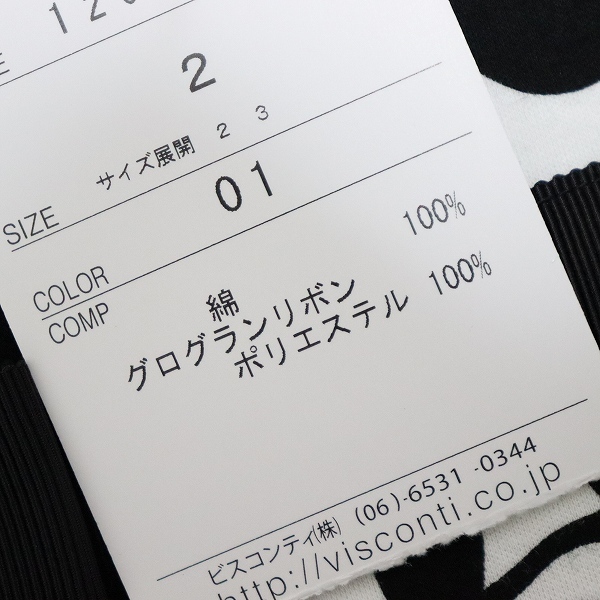 120
2
サイズ展開 2 3
SIZE
01
COLOR
COMP
綿 100%
グログランリボン
ポリエステル 100%
ビスコンティ(株) (06)-6531-0344
http://visconti.co.jp